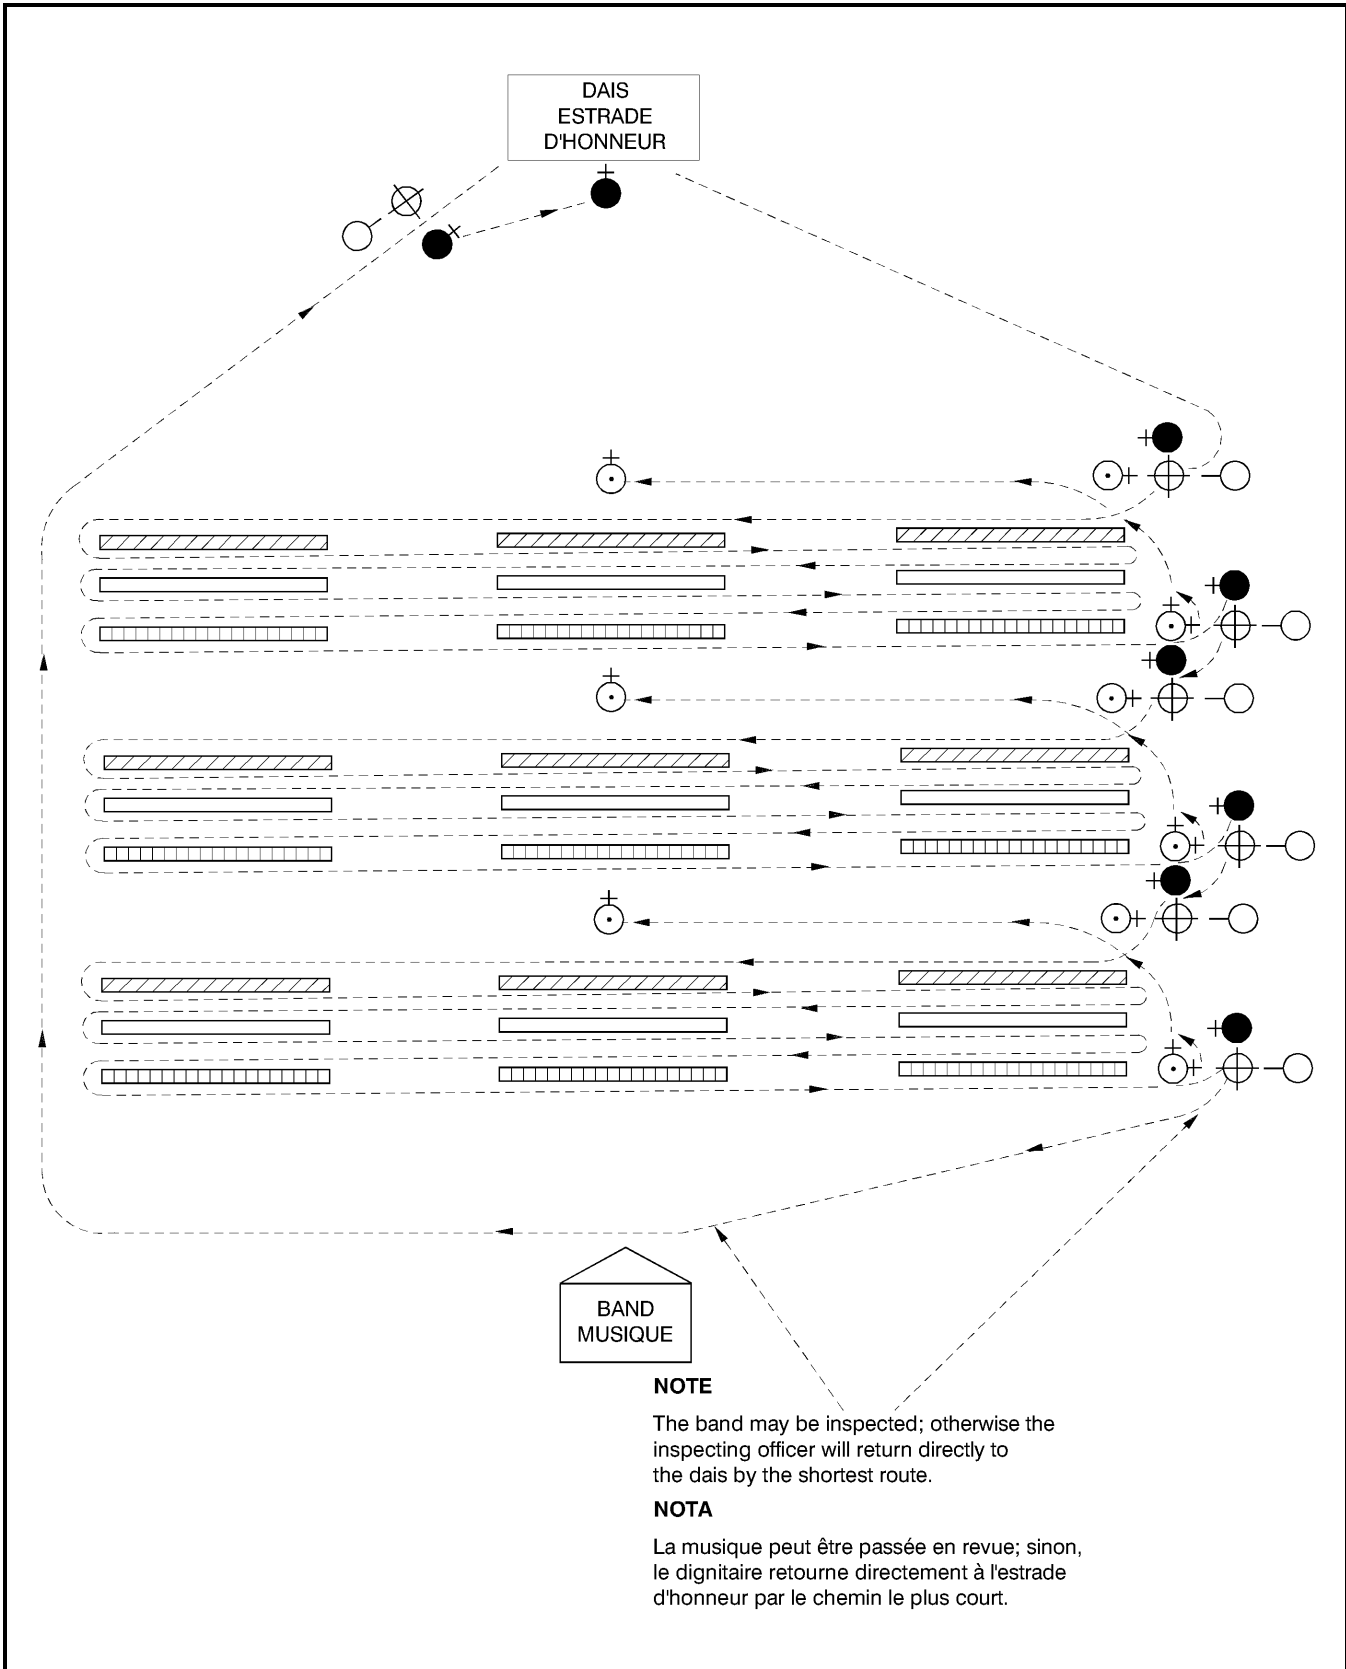 DAIS
ESTRADE
D'HONNEUR
BAND
MUSIQUE
NOTE
The band may be inspected; otherwise the
inspecting officer will return directly to
the dais by the shortest route.
NOTA
La musique peut être passée en revue; sinon,
le dignitaire retourne directement à l'estrade
d'honneur par le chemin le plus court.